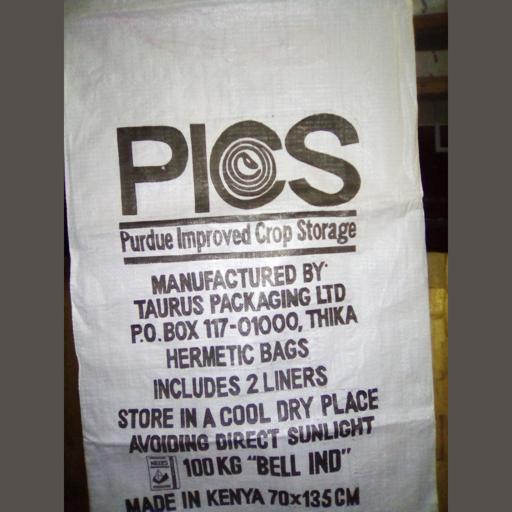 PICS
Purdue Improved Crop Storage
MANUFACTURED BY
TAURUS PACKAGING LTD
P.O. BOX 117-01000, THIKA
HERMETIC BAGS
INCLUDES 2 LINERS
STORE IN A COOL DRY PLACE
AVOIDING DIRECT SUNLIGHT
100 KG "BELL IND"
MADE IN KENYA 70x135 CM